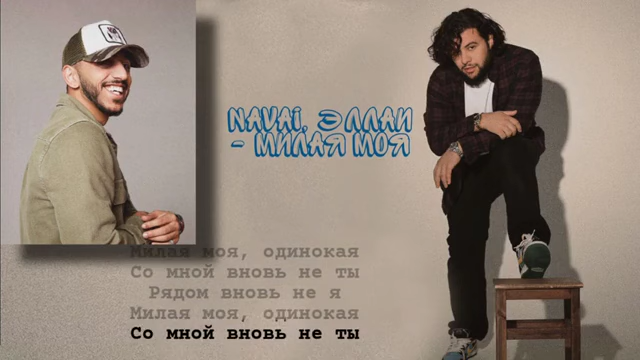 NAVAI, ЭЛЛАИ
- МИЛАЯ МОЯ
Милая моя, одинокая
Со мной вновь не ты
Рядом вновь не я
Милая моя, одинокая
Со мной вновь не ты